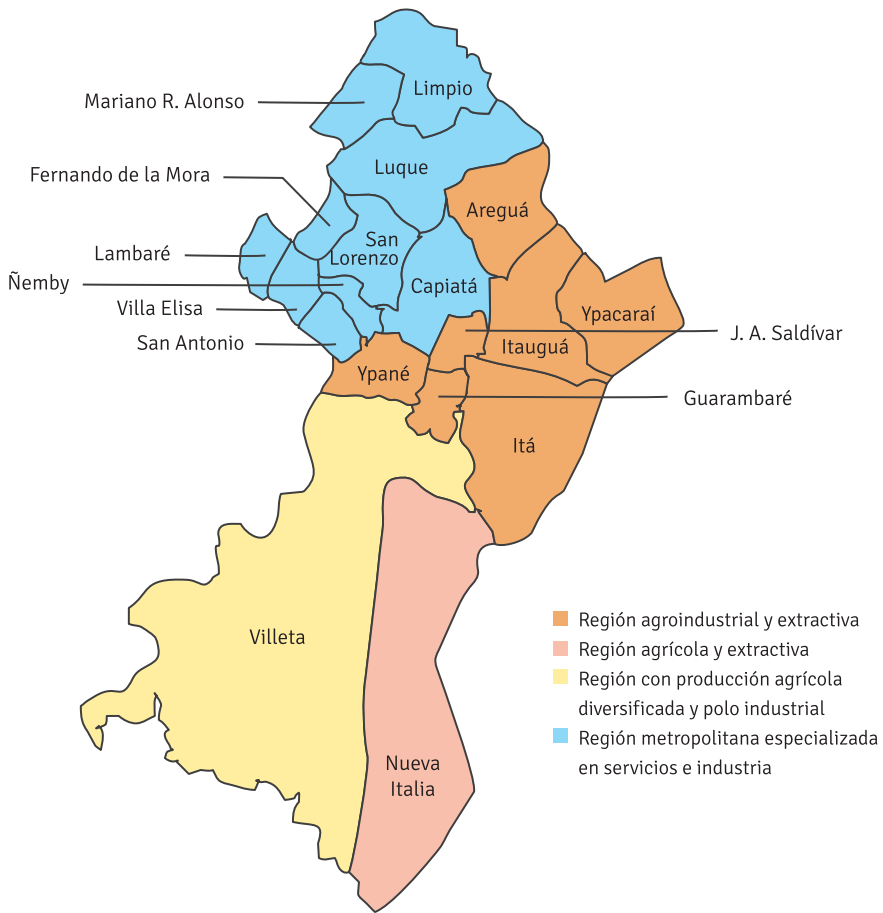 Limpio
Mariano R. Alonso
Luque
Fernando de la Mora
Areguá
San
Lorenzo
Lambaré
Ñemby
Capiatá
Villa Elisa
Ypacaraí
San Antonio
J. A. Saldívar
Itauguá
Ypané
Guarambaré
Itá
Villeta
Nueva
Italia
Región agroindustrial y extractiva
Región agrícola y extractiva
Región con producción agrícola
diversificada y polo industrial
Región metropolitana especializada
en servicios e industria